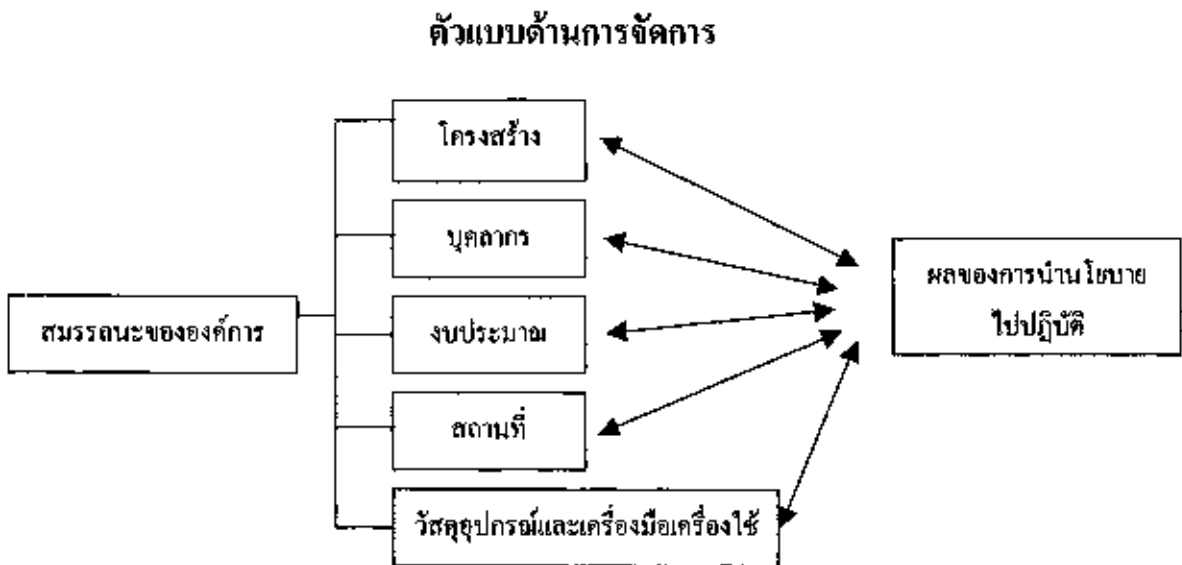 ตัวแบบด้านการจัดการ
โครงสร้าง
บุคลากร
สมรรถนะขององค์การ
งบประมาณ
สถานที่
วัสดุอุปกรณ์และเครื่องมือเครื่องใช้
ผลของการนำนโยบาย
ไปปฏิบัติ